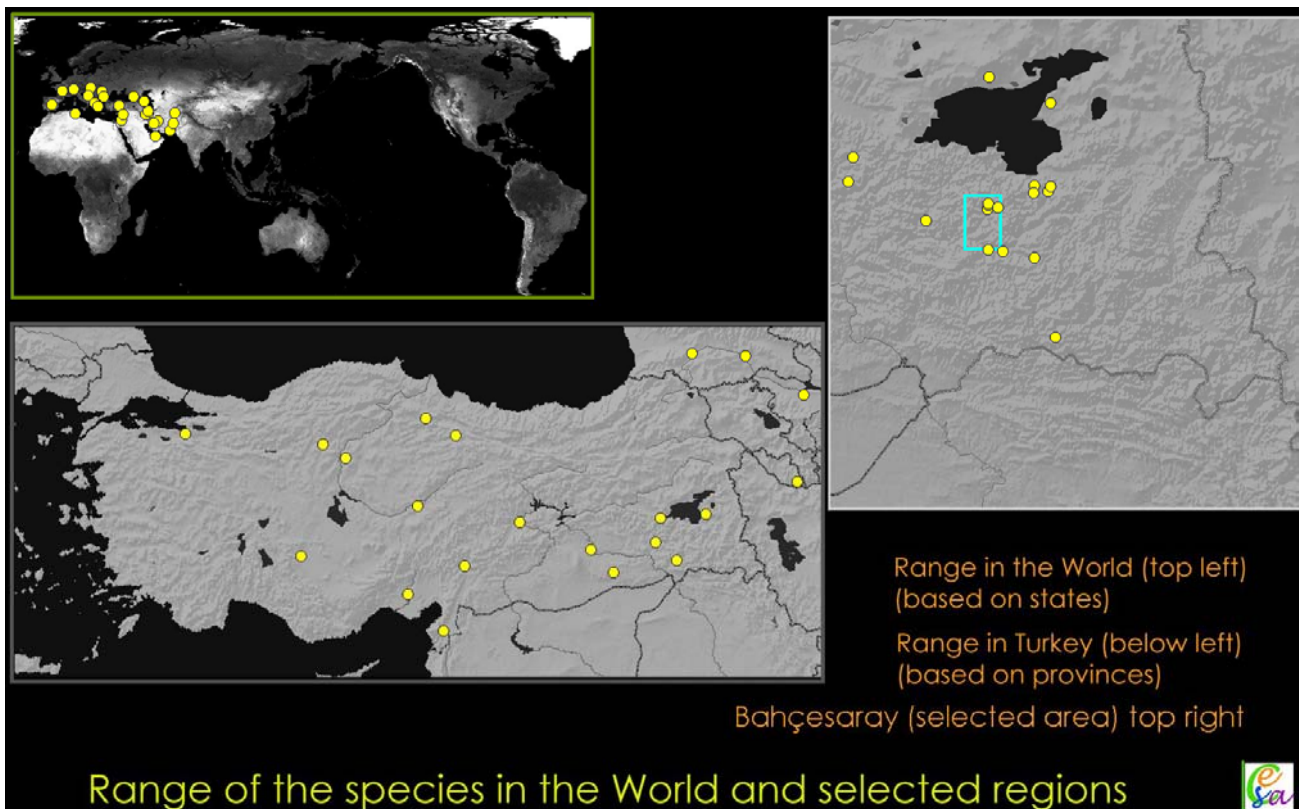 Range in the World (top left)
(based on states)
Range in Turkey (below left)
(based on provinces)
Bahçesaray (selected area) top right
Range of the species in the World and selected regions
esa